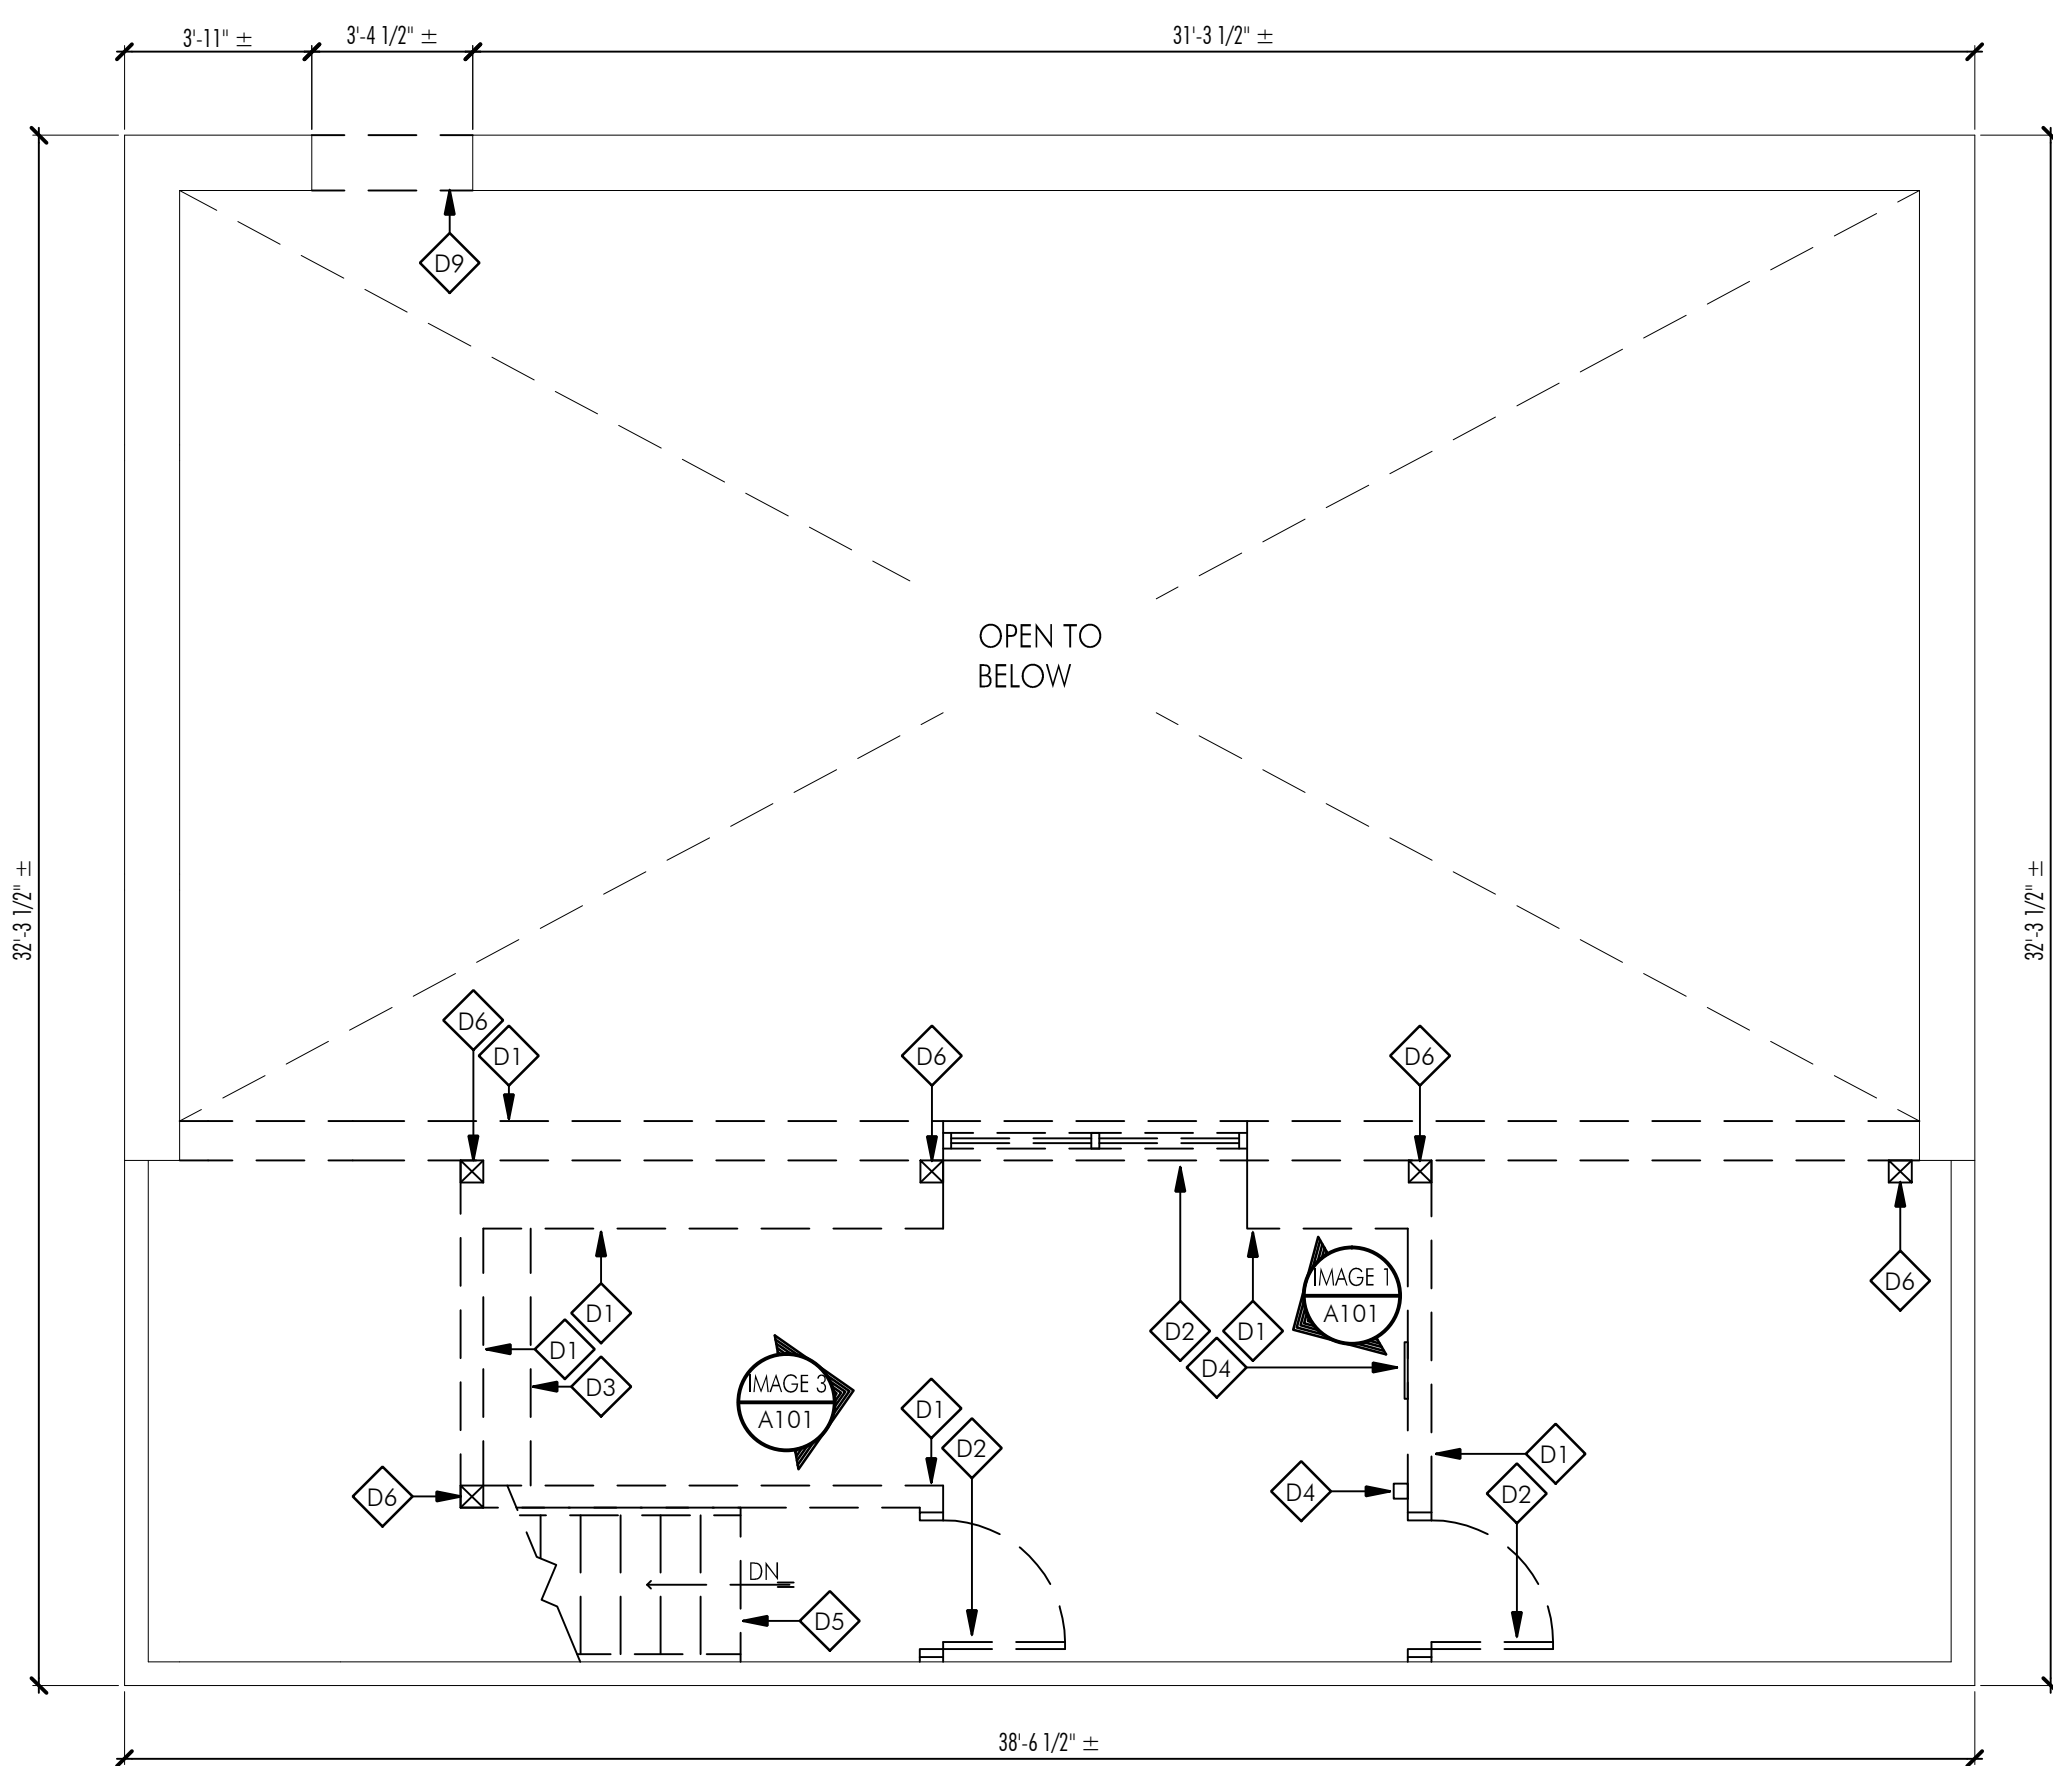 3'-11" ±
3'-4 1/2" ±
31'-3 1/2" ±
D9
OPEN TO
BELOW
32'-3 1/2" ±
32'-3 1/2" ±
D6
D1
D6
D6
D6
IMAGE 1
A101
D1
D2
D1
D1
D4
D3
IMAGE 3
A101
D1
D2
D1
D6
D4
D2
DN
D5
38'-6 1/2" ±